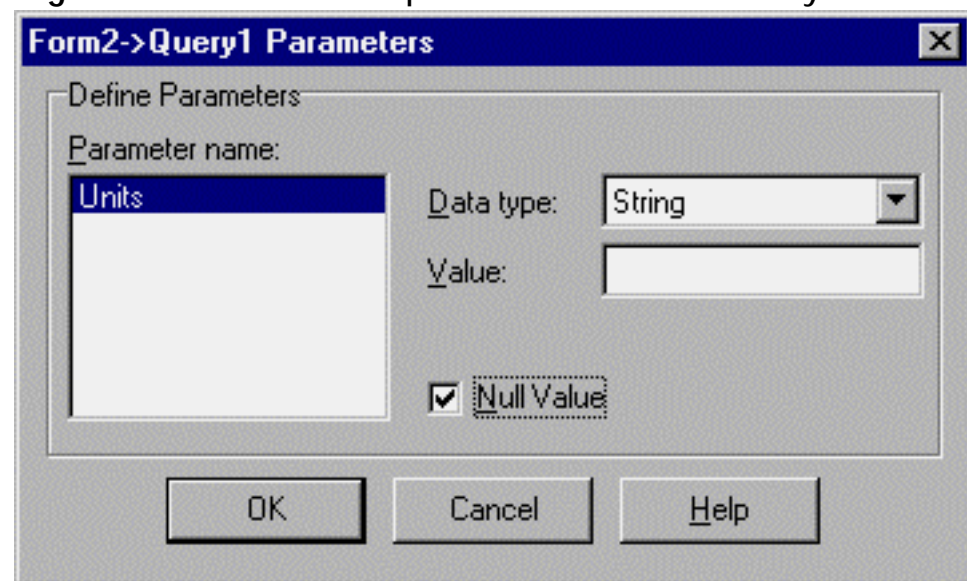 Form2->Query1 Parameters
Define Parameters
Parameter name:
Units
Data type: String
Value:
Null Value
OK Cancel Help